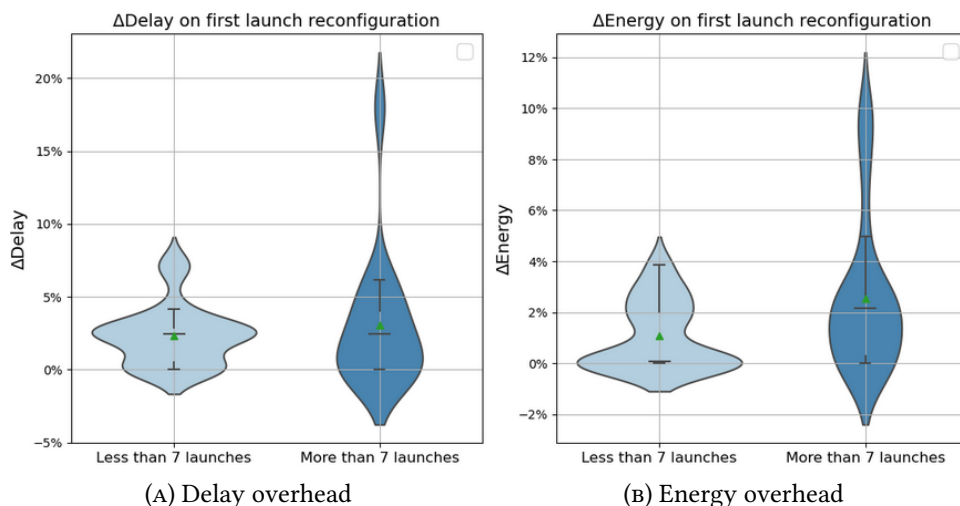 ΔDelay on first launch reconfiguration
20%
15%
10%
5%
0%
−5%
ΔDelay
Less than 7 launches
More than 7 launches
(A) Delay overhead
ΔEnergy on first launch reconfiguration
12%
10%
8%
6%
4%
2%
0%
−2%
ΔEnergy
Less than 7 launches
More than 7 launches
(B) Energy overhead